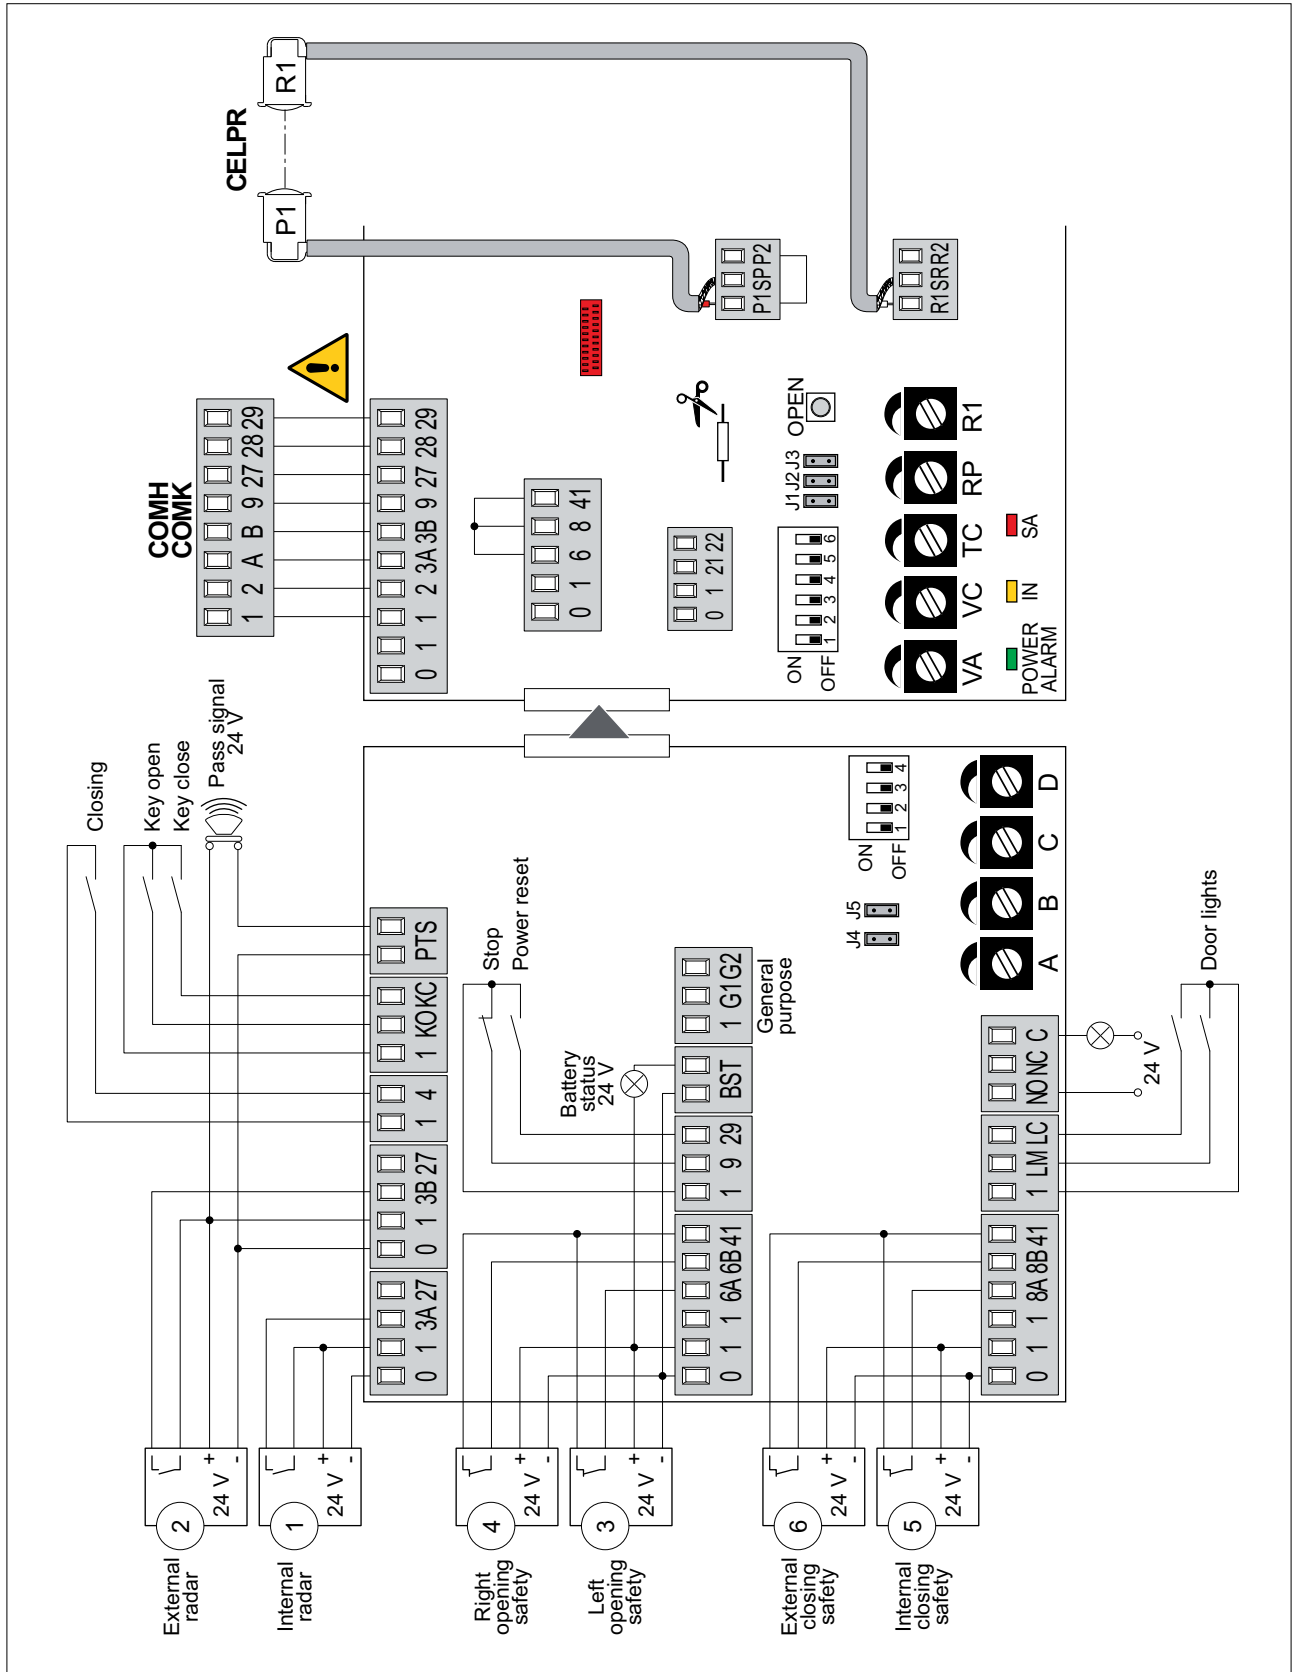 CELPR
P1
R1
COMH
COMK
1 2 A B 9 27 28 29
0 1 1 2 3A 3B 9 27 28 29
0 1 6 8 41
0 1 21 22
P1 SP P2
R1 SR R2
J1 J2 J3
OPEN
ON
OFF
1 2 3 4 5 6
VA VC TC RP R1
POWER
ALARM
IN
SA
Closing
Key open
Key close
Pass signal
24 V
0 1 3A 27
0 1 3B 27
1 4
1 KO KC
PTS
Stop
Power reset
Battery
status
24 V
0 1 1 6A 6B 41
1 9 29
BST
1 G1 G2
General
purpose
J4 J5
ON
OFF
1 2 3 4
A B C D
0 1 1 8A 8B 41
1 LM LC
NO NC C
24 V
Door lights
External
radar
2
24 V
+
-
Internal
radar
1
24 V
+
-
Right
opening
safety
4
24 V
+
-
Left
opening
safety
3
24 V
+
-
External
closing
safety
6
24 V
+
-
Internal
closing
safety
5
24 V
+
-